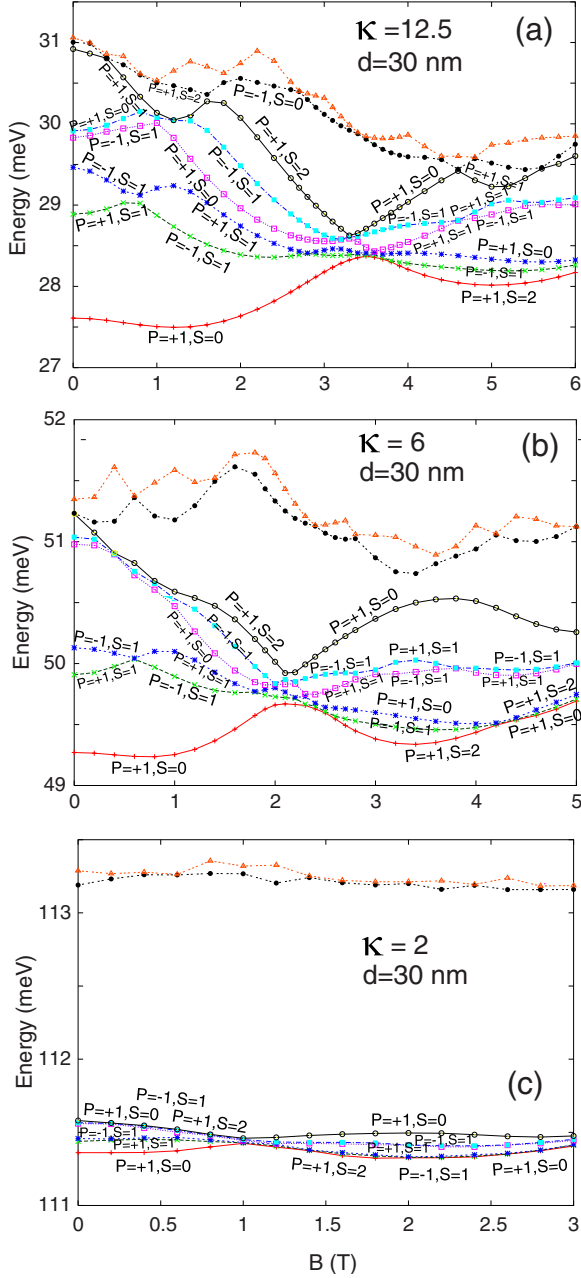 31
30
29
28
27
Energy (meV)
κ =12.5
(a)
d=30 nm
P=+1,S=2
P=-1,S=0
P=+1,S=1
P=+1,S=0
P=-1,S=1
P=+1,S=2
P=-1,S=1
P=+1,S=0
P=+1,S=0
P=-1,S=1
P=+1,S=1
P=-1,S=1
P=+1,S=1
P=-1,S=1
P=+1,S=1
P=+1,S=0
P=-1,S=1
P=+1,S=2
P=+1,S=0
0
1
2
3
4
5
6
52
51
50
49
Energy (meV)
κ = 6
(b)
d=30 nm
P=+1,S=2
P=-1,S=1
P=+1,S=0
P=+1,S=0
P=-1,S=1
P=+1,S=1
P=+1,S=1
P=-1,S=1
P=-1,S=1
P=+1,S=1
P=-1,S=1
P=+1,S=1
P=-1,S=1
P=+1,S=1
P=+1,S=0
P=-1,S=1
P=+1,S=2
P=+1,S=0
P=+1,S=0
P=+1,S=2
0
1
2
3
4
5
113
112
111
Energy (meV)
κ = 2
d=30 nm
(c)
P=-1,S=1
P=+1,S=0
P=+1,S=2
P=-1,S=1
P=+1,S=1
P=+1,S=0
P=+1,S=0
P=-1,S=1
P=+1,S=1
P=+1,S=2
P=-1,S=1
P=+1,S=0
0
0.5
1
1.5
2
2.5
3
B (T)